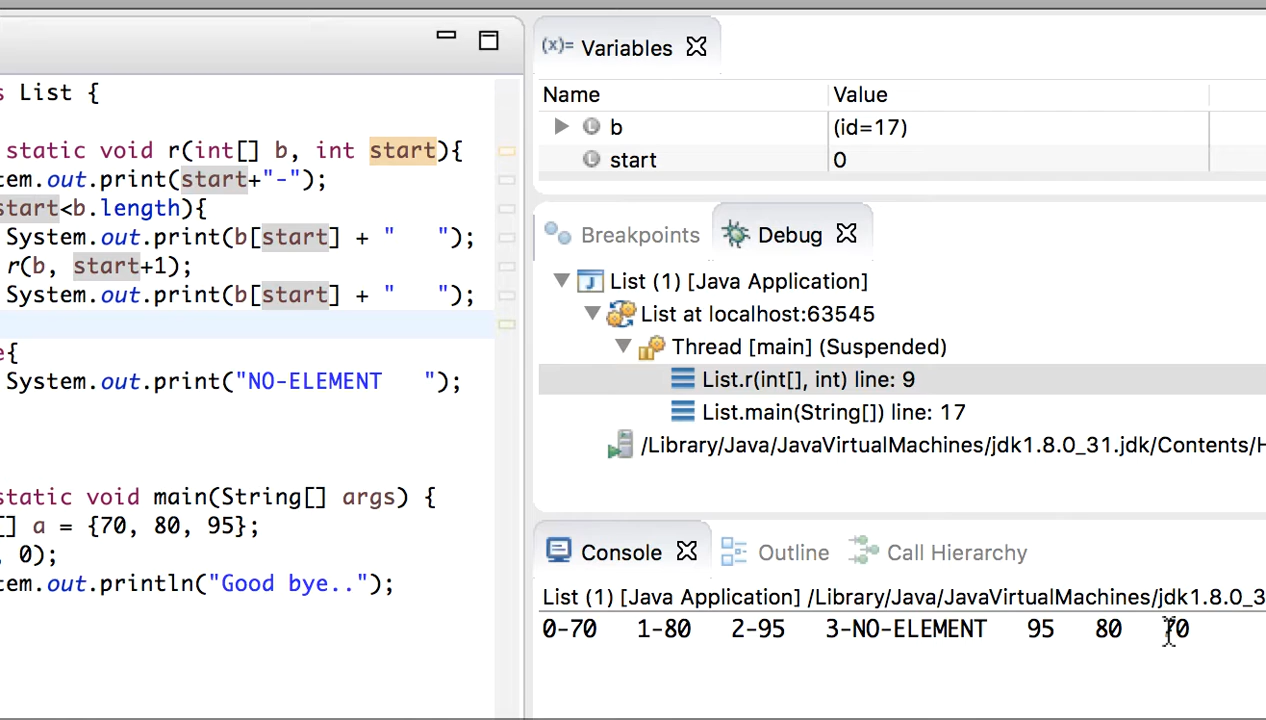 s List {
static void r(int[] b, int start){
tem.out.print(start+"-");
start<b.length){
System.out.print(b[start] + "   ");
r(b, start+1);
System.out.print(b[start] + "   ");
e{
System.out.print("NO-ELEMENT   ");
static void main(String[] args) {
[] a = {70, 80, 95};
, 0);
tem.out.println("Good bye..");
(x)= Variables
Name Value
b (id=17)
start 0
Breakpoints Debug
List (1) [Java Application]
List at localhost:63545
Thread [main] (Suspended)
List.r(int[], int) line: 9
List.main(String[]) line: 17
/Library/Java/JavaVirtualMachines/jdk1.8.0_31.jdk/Contents/H
Console Outline Call Hierarchy
List (1) [Java Application] /Library/Java/JavaVirtualMachines/jdk1.8.0_3
0-70   1-80   2-95   3-NO-ELEMENT   95   80   70